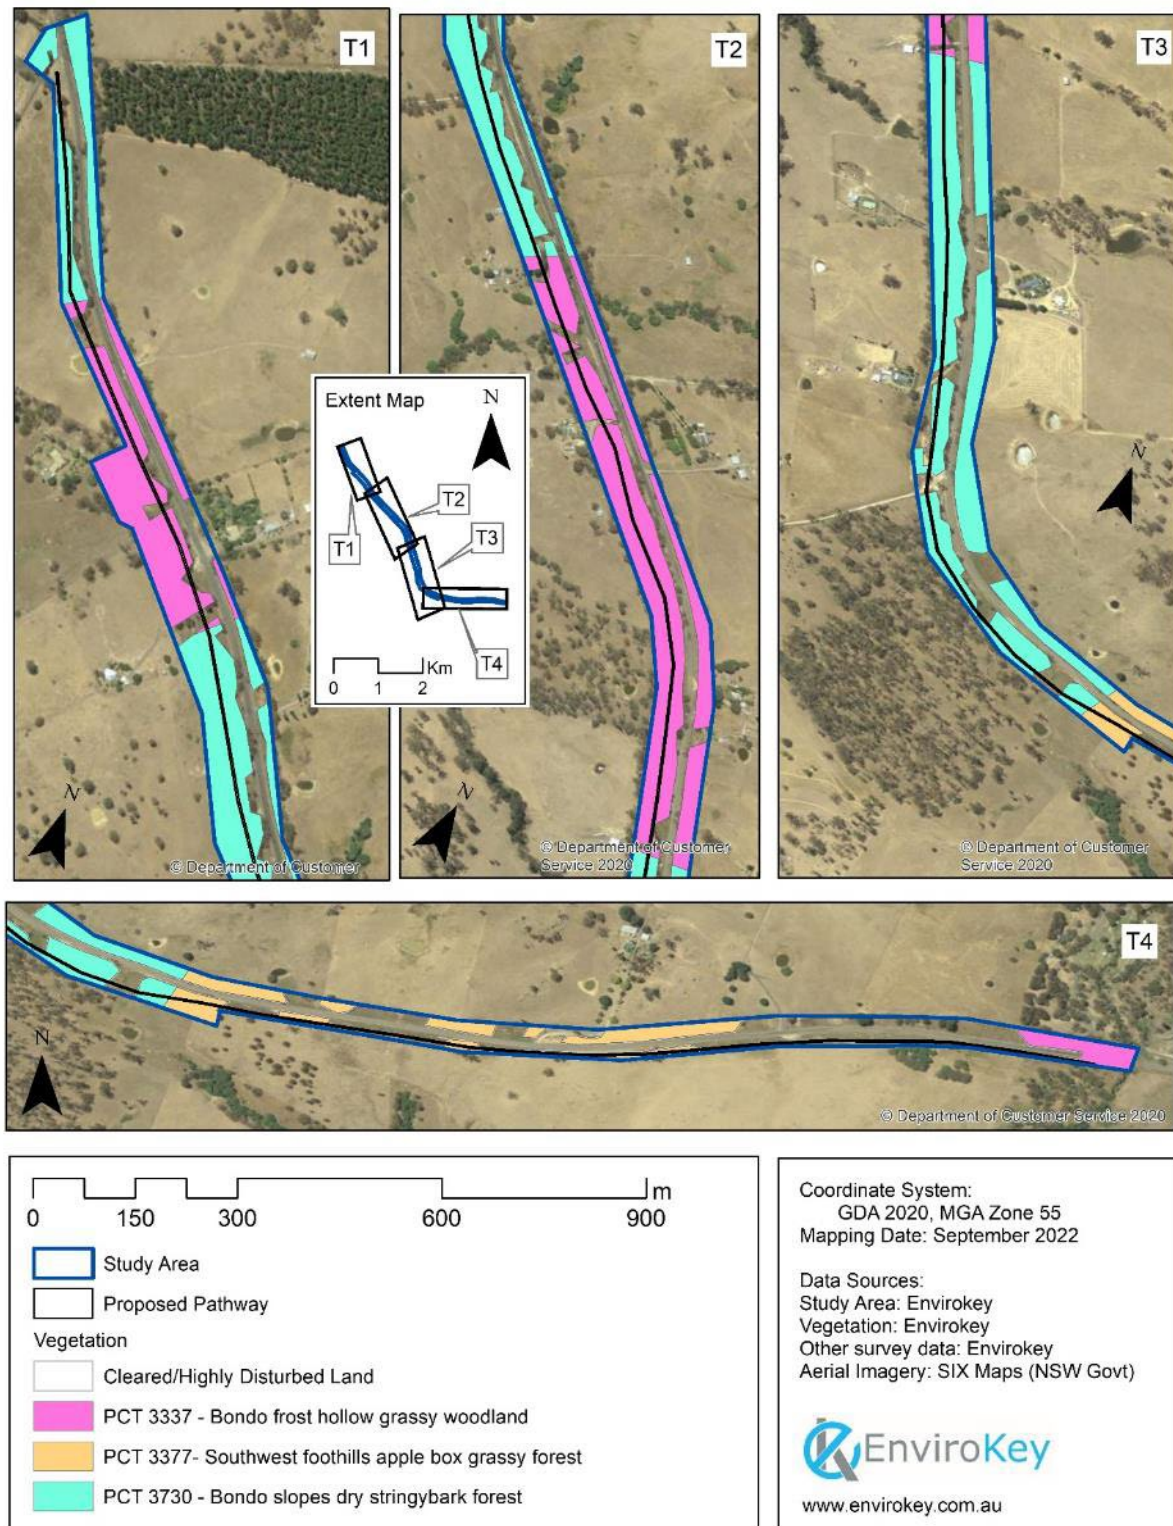 T1
T2
T3
Extent Map
N
T2
T3
T1
T4
Km
0 1 2
N
N
N
© Department of Customer
© Department of Customer
Service 2020
© Department of Customer
Service 2020
T4
N
© Department of Customer Service 2020
m
0 150 300 600 900
Study Area
Proposed Pathway
Vegetation
Cleared/Highly Disturbed Land
PCT 3337 - Bondo frost hollow grassy woodland
PCT 3377- Southwest foothills apple box grassy forest
PCT 3730 - Bondo slopes dry stringybark forest
Coordinate System:
GDA 2020, MGA Zone 55
Mapping Date: September 2022
Data Sources:
Study Area: Envirokey
Vegetation: Envirokey
Other survey data: Envirokey
Aerial Imagery: SIX Maps (NSW Govt)
EnviroKey
www.envirokey.com.au